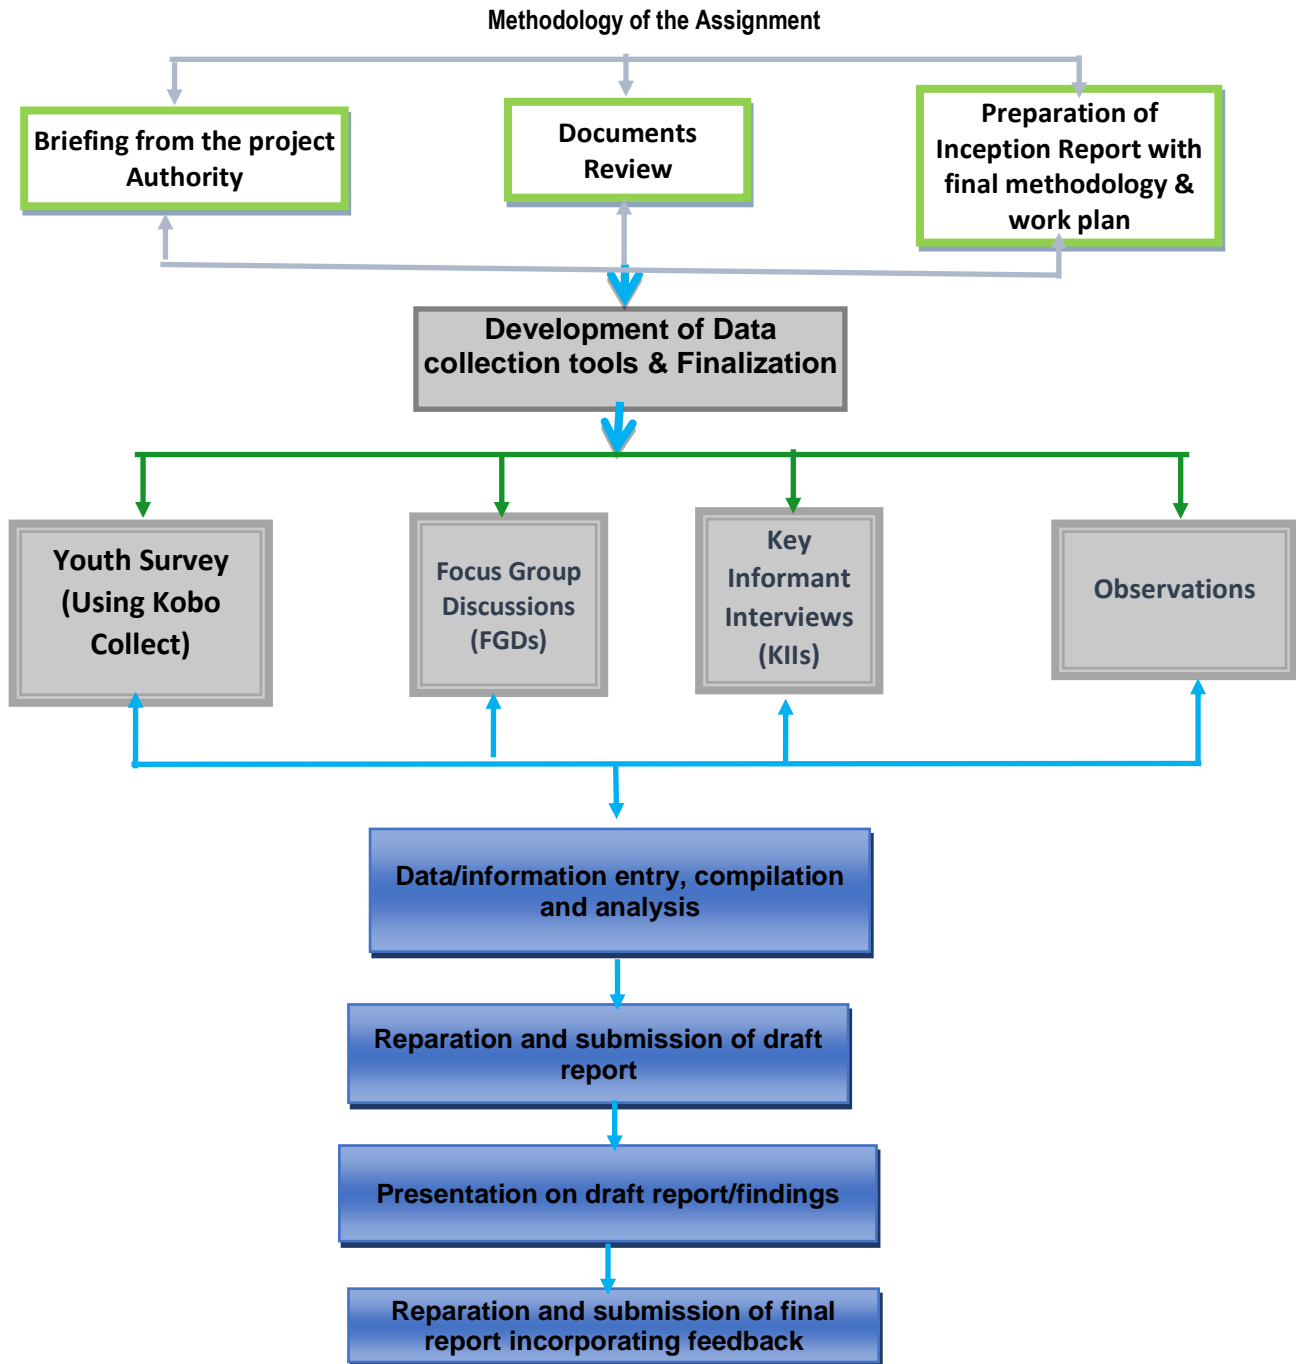 Methodology of the Assignment
Briefing from the project
Authority
Documents
Review
Preparation of
Inception Report with
final methodology &
work plan
Development of Data
collection tools & Finalization
Youth Survey
(Using Kobo
Collect)
Focus Group
Discussions
(FGDs)
Key
Informant
Interviews
(KIIs)
Observations
Data/information entry, compilation
and analysis
Reparation and submission of draft
report
Presentation on draft report/findings
Reparation and submission of final
report incorporating feedback